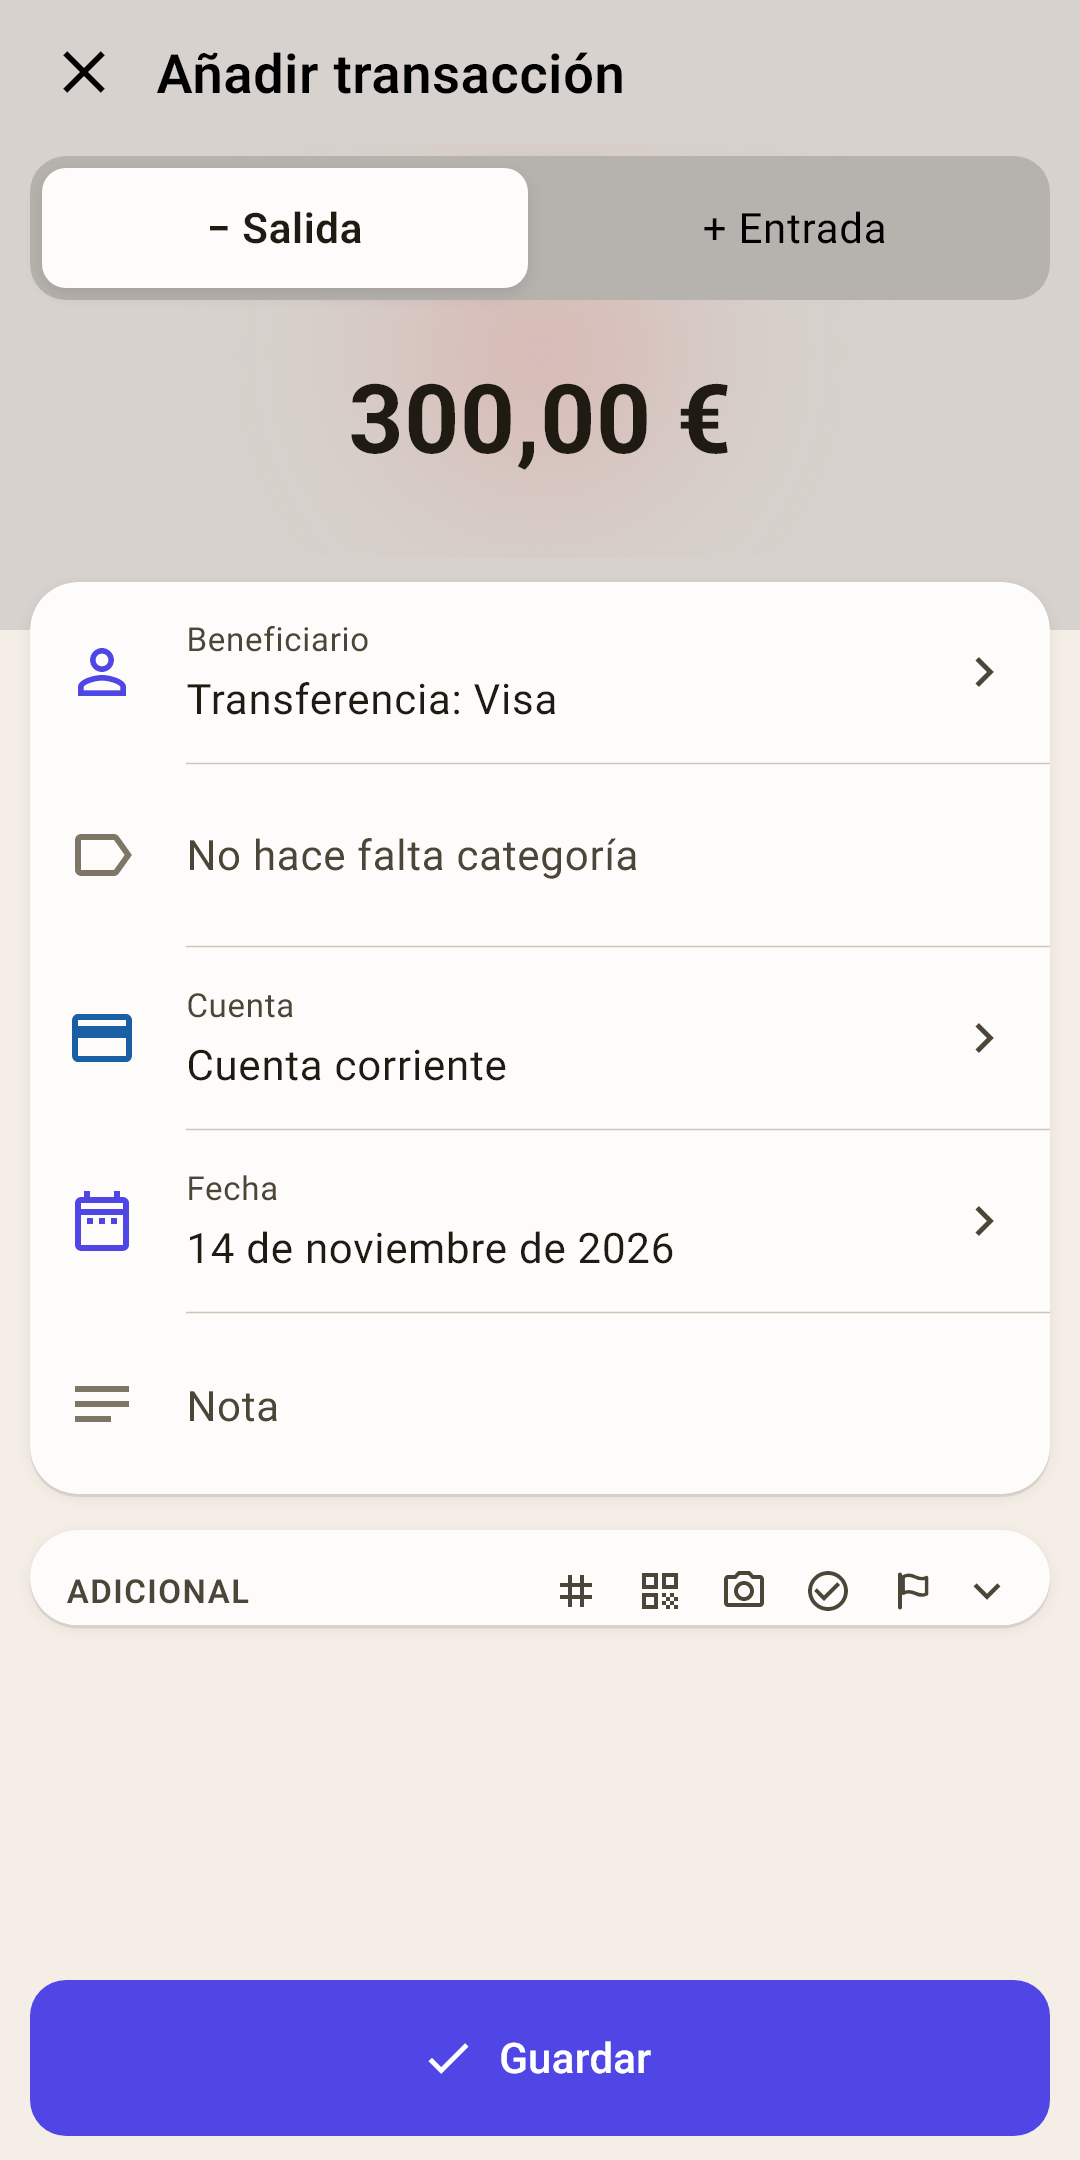 Añadir transacción
− Salida
+ Entrada
300,00 €
Beneficiario
Transferencia: Visa
No hace falta categoría
Cuenta
Cuenta corriente
Fecha
14 de noviembre de 2026
Nota
ADICIONAL
Guardar